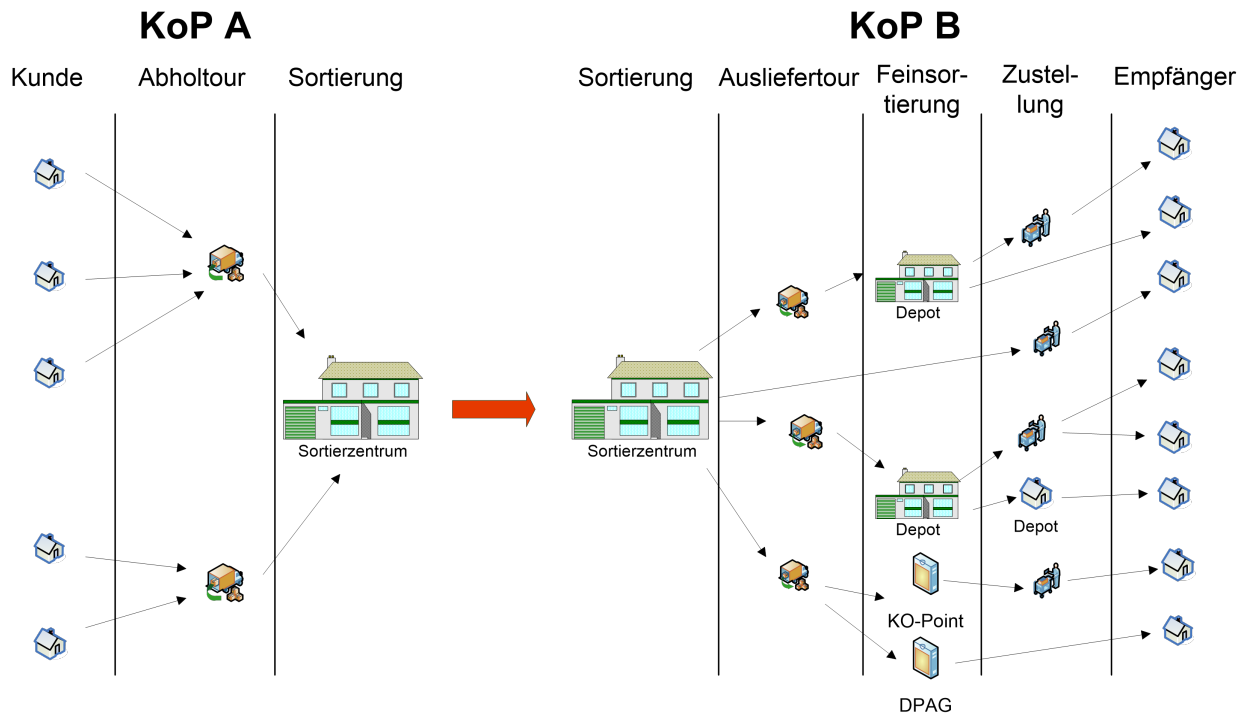 KoP A
KoP B
Kunde
Abholtour
Sortierung
Sortierung
Ausliefertour
Feinsor-
tierung
Zustel-
lung
Empfänger
Depot
Sortierzentrum
Sortierzentrum
Depot
Depot
KO-Point
DPAG